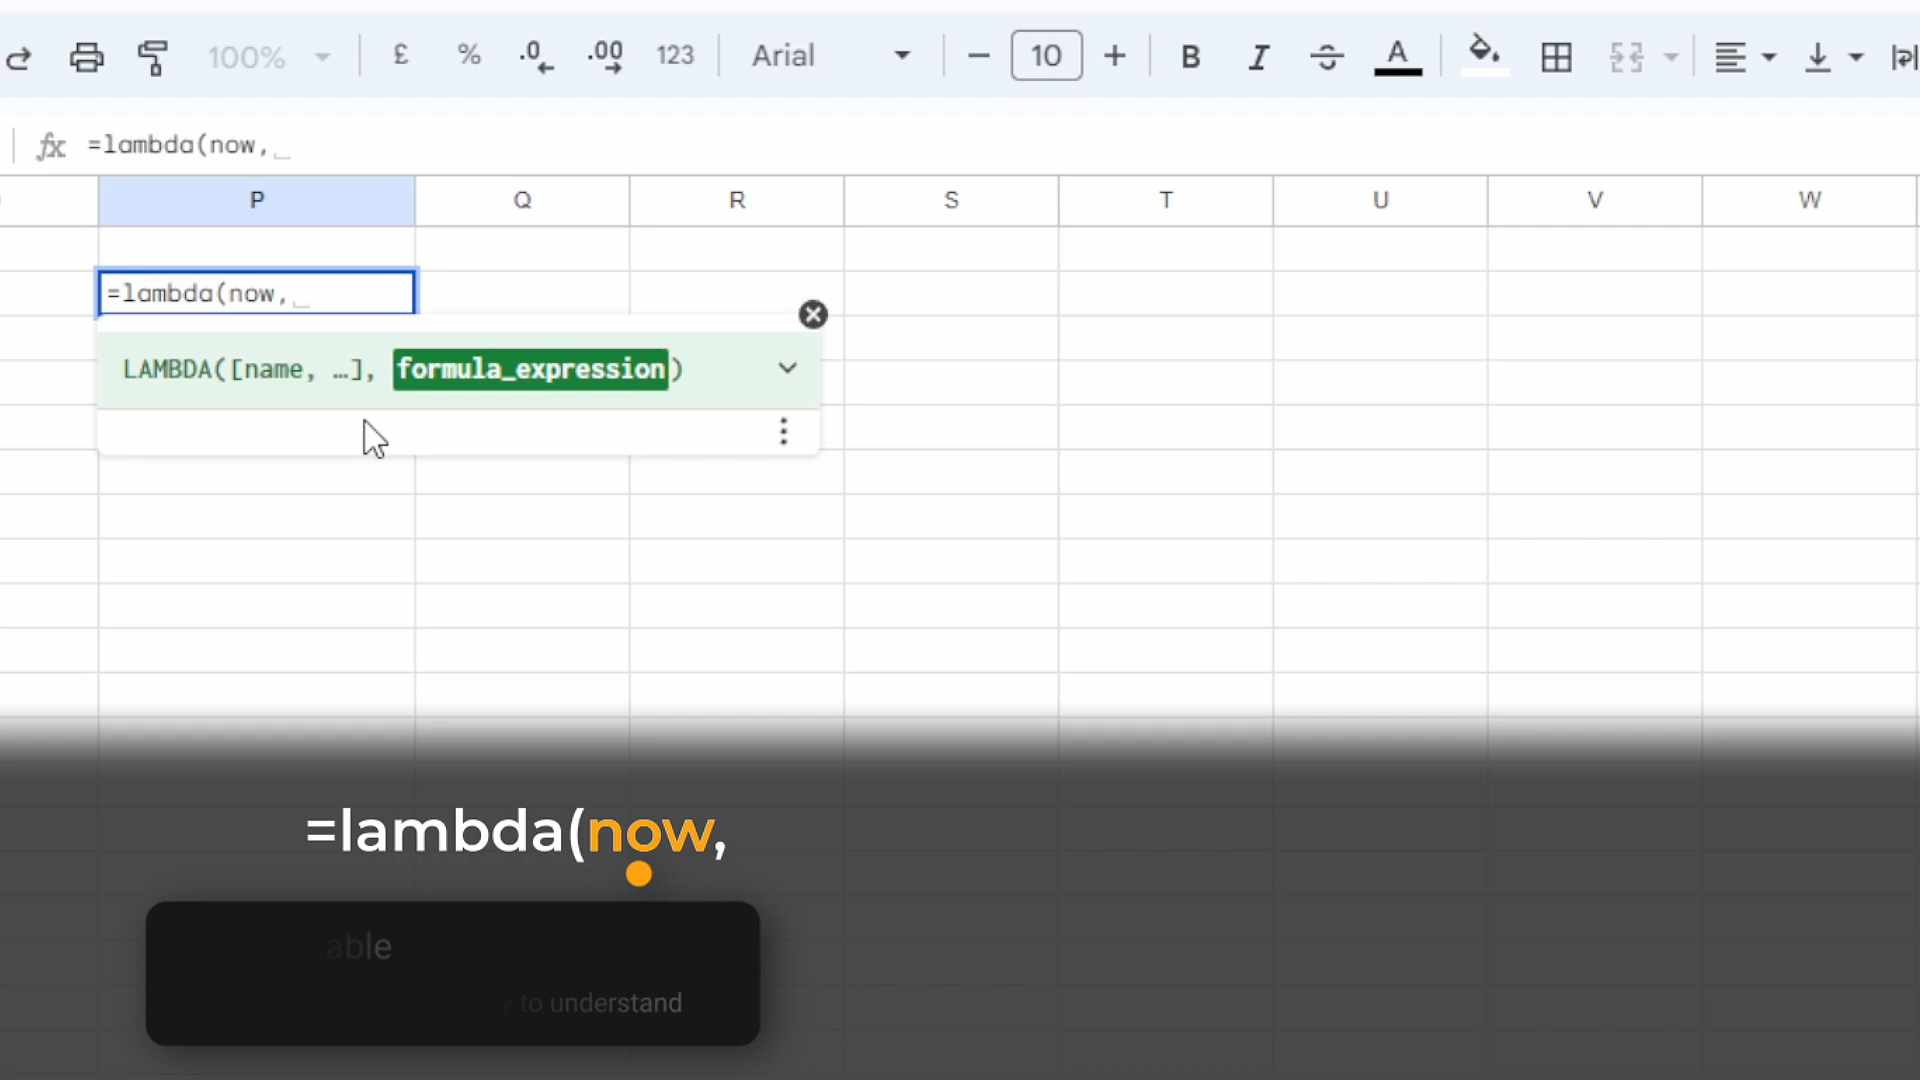 100% £ % .0 .00 123 Arial 10 B I A
fx =lambda(now,
P Q R S T U V W
=lambda(now,
LAMBDA([name, …], formula_expression)
=lambda(now,
able
to understand